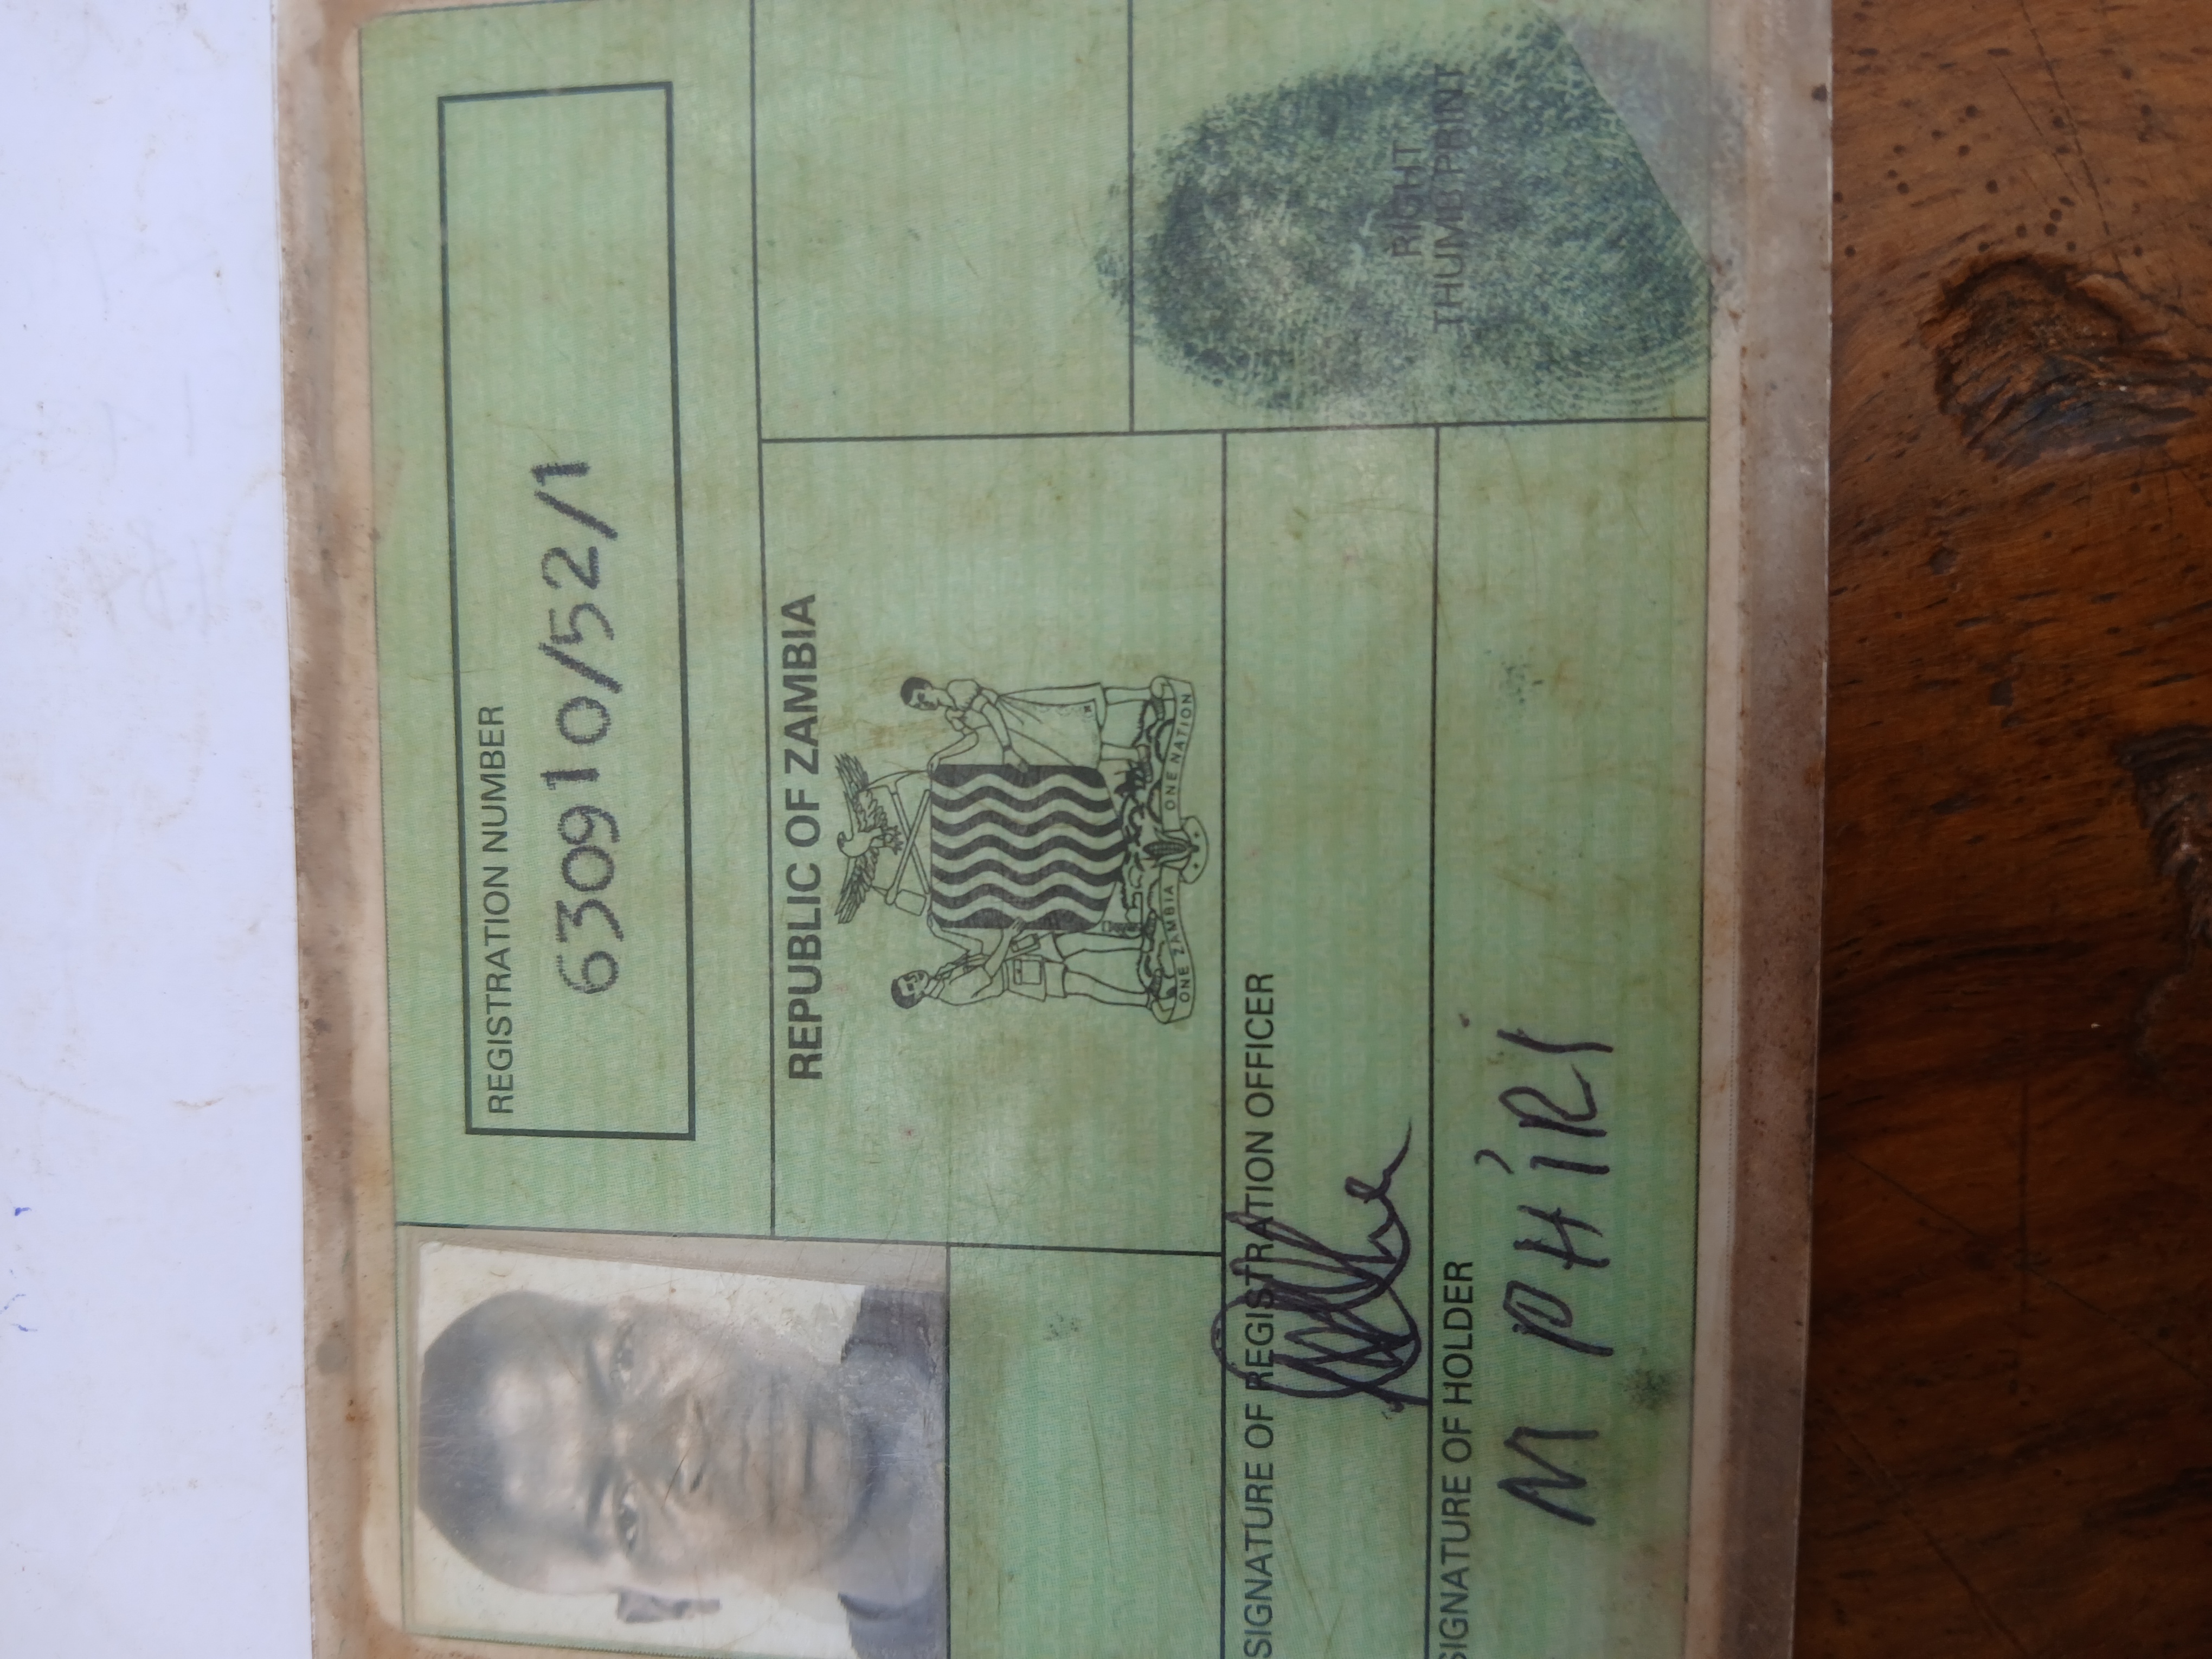 REGISTRATION NUMBER
630910/52/1
REPUBLIC OF ZAMBIA
ONE ZAMBIA ONE NATION
RIGHT
THUMB PRINT
SIGNATURE OF REGISTRATION OFFICER
SIGNATURE OF HOLDER
M PHIRI